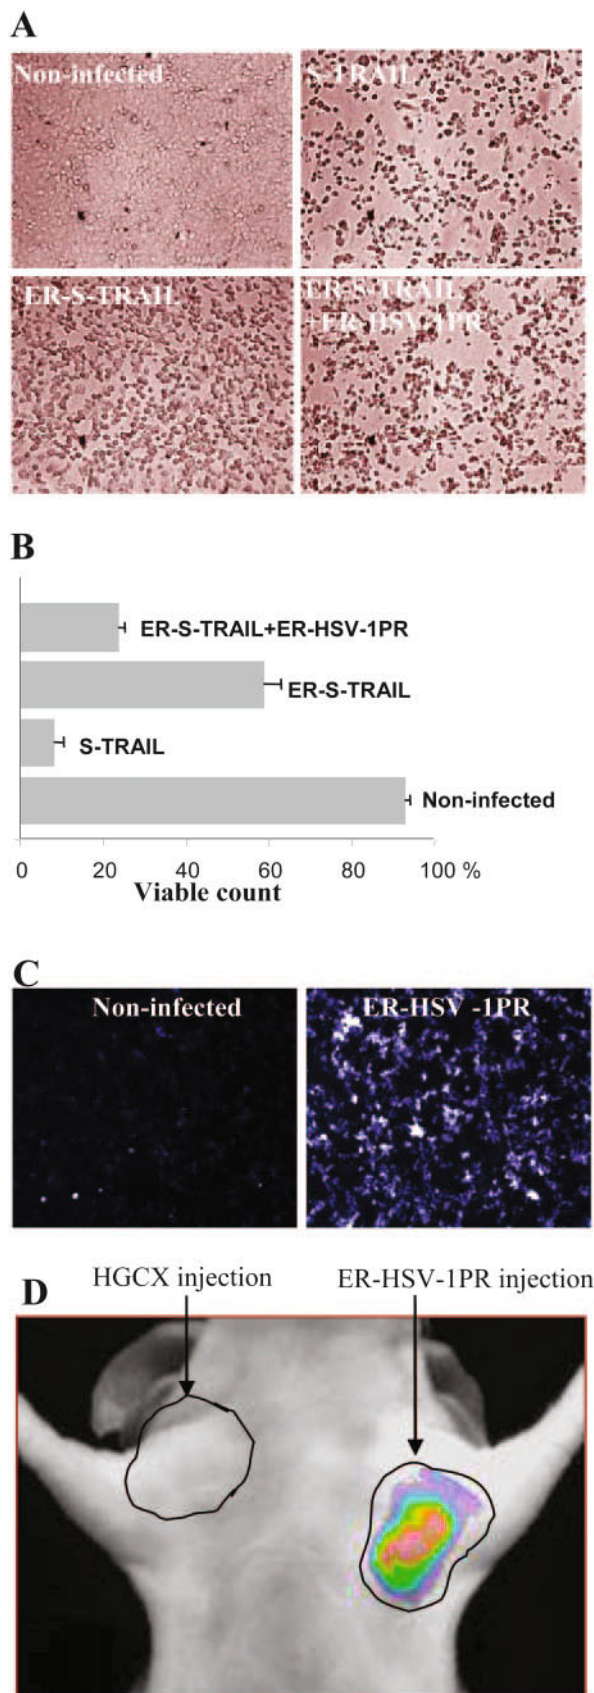 A
Non-infected
S-TRAIL
ER-S-TRAIL
ER-S-TRAIL
+ER-HSV-1PR
B
ER-S-TRAIL+ER-HSV-1PR
ER-S-TRAIL
S-TRAIL
Non-infected
0 20 40 60 80 100 %
Viable count
C
Non-infected
ER-HSV -1PR
D
HGCX injection
ER-HSV-1PR injection